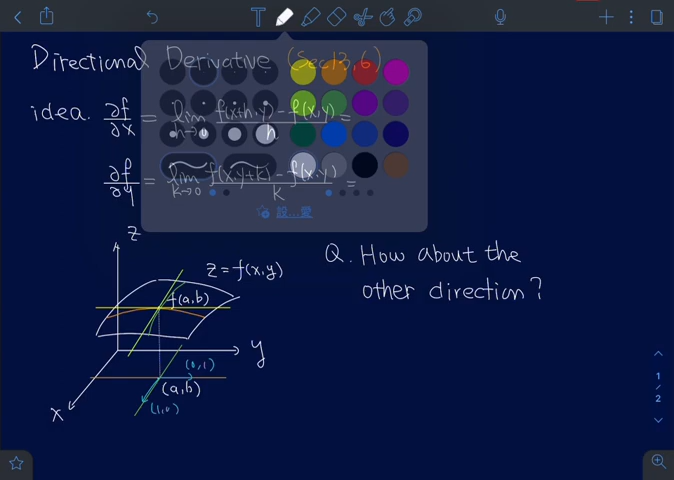 Directional Derivative (Sec 13,6)
idea. ∂f/∂x = lim h→0 f(x+h,y) - f(x,y) / h =
∂f/∂y = lim k→0 f(x,y+k) - f(x,y) / k =
Z
z = f(x,y)
f(a,b)
Q. How about the
other direction?
y
(0,1)
(a,b)
x
(1,0)
1
/
2